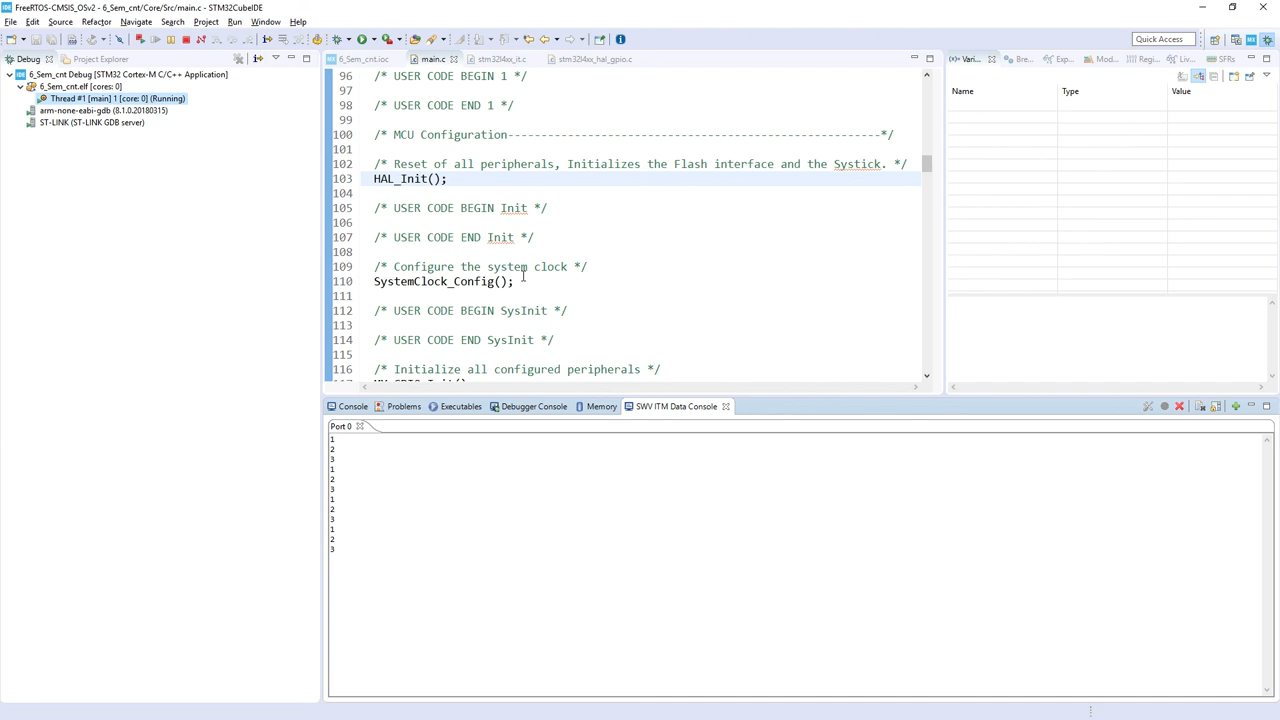 FreeRTOS-CMSIS_OSv2 - 6_Sem_cnt/Core/Src/main.c - STM32CubeIDE
File Edit Source Refactor Navigate Search Project Run Window Help
Quick Access
Debug Project Explorer
6_Sem_cnt Debug [STM32 Cortex-M C/C++ Application]
6_Sem_cnt.elf [cores: 0]
Thread #1 [main] 1 [core: 0] (Running)
arm-none-eabi-gdb (8.1.0.20180315)
ST-LINK (ST-LINK GDB server)
6_Sem_cnt.ioc main.c stm32l4xx_it.c stm32l4xx_hal_gpio.c
96 /* USER CODE BEGIN 1 */
97
98 /* USER CODE END 1 */
99
100 /* MCU Configuration--------------------------------------------------------*/
101
102 /* Reset of all peripherals, Initializes the Flash interface and the Systick. */
103 HAL_Init();
104
105 /* USER CODE BEGIN Init */
106
107 /* USER CODE END Init */
108
109 /* Configure the system clock */
110 SystemClock_Config();
111
112 /* USER CODE BEGIN SysInit */
113
114 /* USER CODE END SysInit */
115
116 /* Initialize all configured peripherals */
(x)= Vari... Bre... Exp... Mod... Regi... Liv... SFRs
Name Type Value
Console Problems Executables Debugger Console Memory SWV ITM Data Console
Port 0
1
2
3
1
2
3
1
2
3
1
2
3